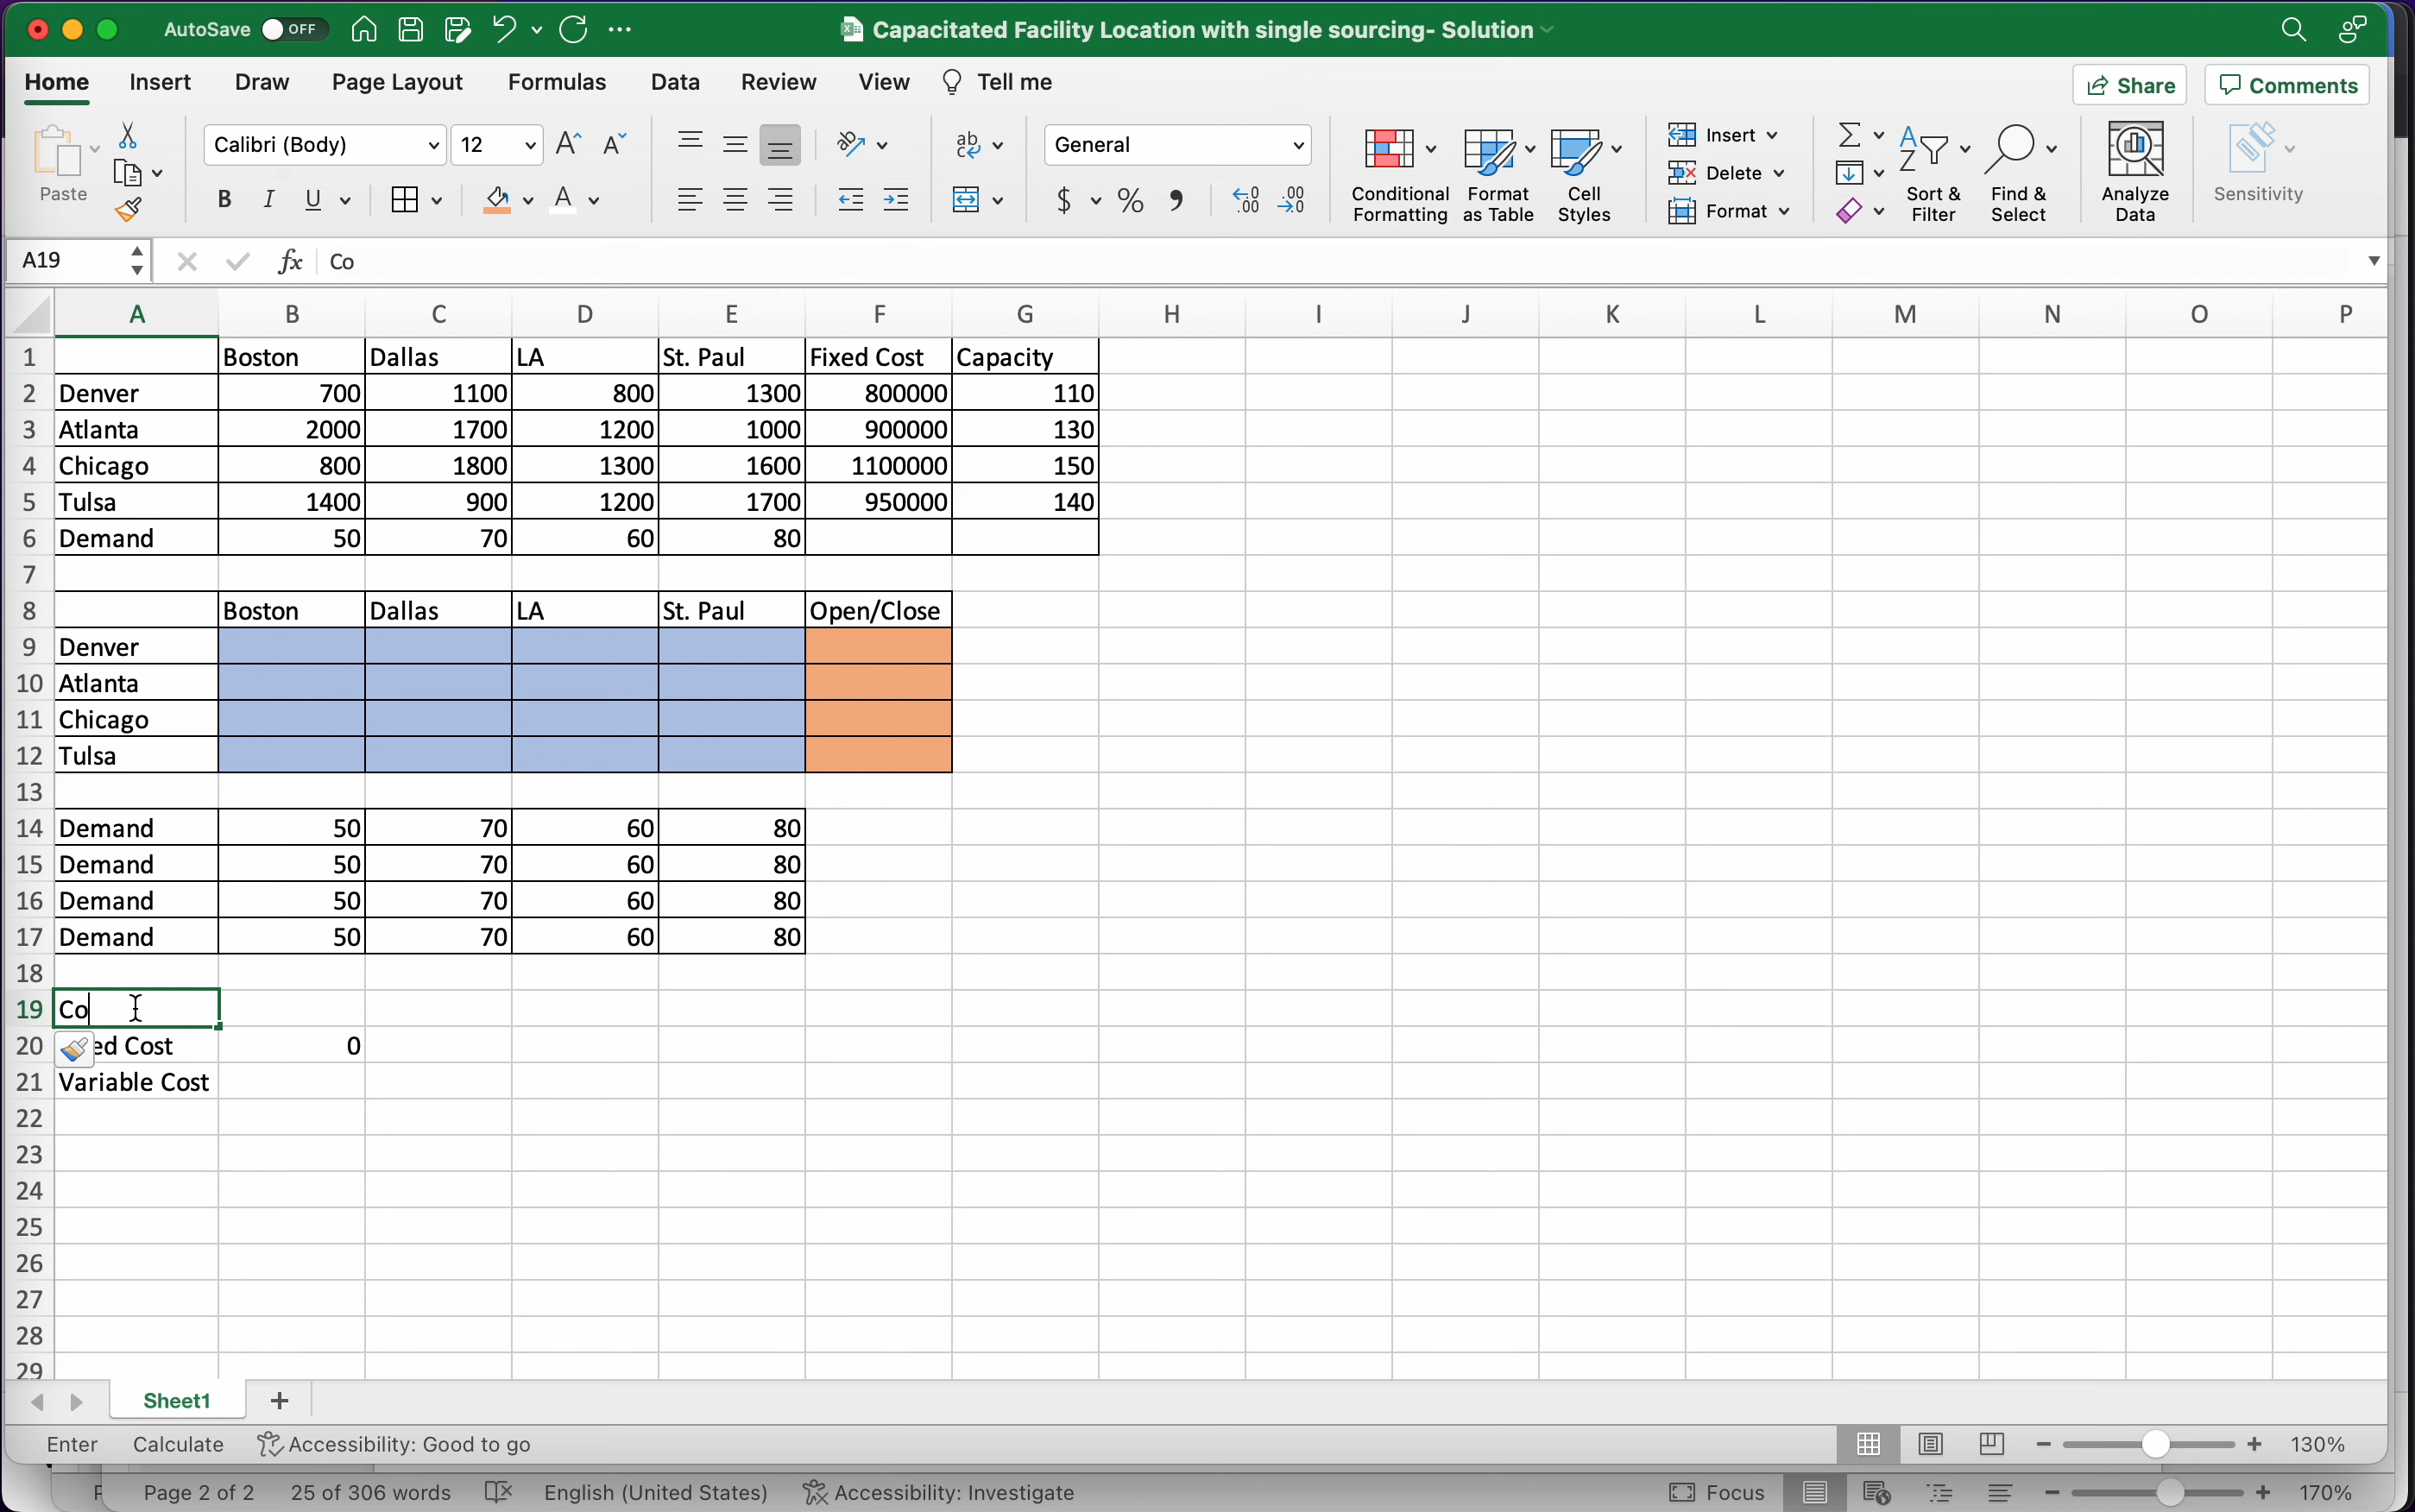 AutoSave OFF Capacitated Facility Location with single sourcing- Solution
Home Insert Draw Page Layout Formulas Data Review View Tell me Share Comments
Paste Calibri (Body) 12 General Conditional Formatting Format as Table Cell Styles Insert Delete Format Sort & Filter Find & Select Analyze Data Sensitivity
A19 fx Co
A B C D E F G H I J K L M N O P
1 Boston Dallas LA St. Paul Fixed Cost Capacity
2 Denver 700 1100 800 1300 800000 110
3 Atlanta 2000 1700 1200 1000 900000 130
4 Chicago 800 1800 1300 1600 1100000 150
5 Tulsa 1400 900 1200 1700 950000 140
6 Demand 50 70 60 80
7
8 Boston Dallas LA St. Paul Open/Close
9 Denver
10 Atlanta
11 Chicago
12 Tulsa
13
14 Demand 50 70 60 80
15 Demand 50 70 60 80
16 Demand 50 70 60 80
17 Demand 50 70 60 80
18
19 Co
20 ed Cost 0
21 Variable Cost
22
23
24
25
26
27
28
29
Sheet1 +
Enter Calculate Accessibility: Good to go 130%
Page 2 of 2 25 of 306 words English (United States) Accessibility: Investigate Focus 170%